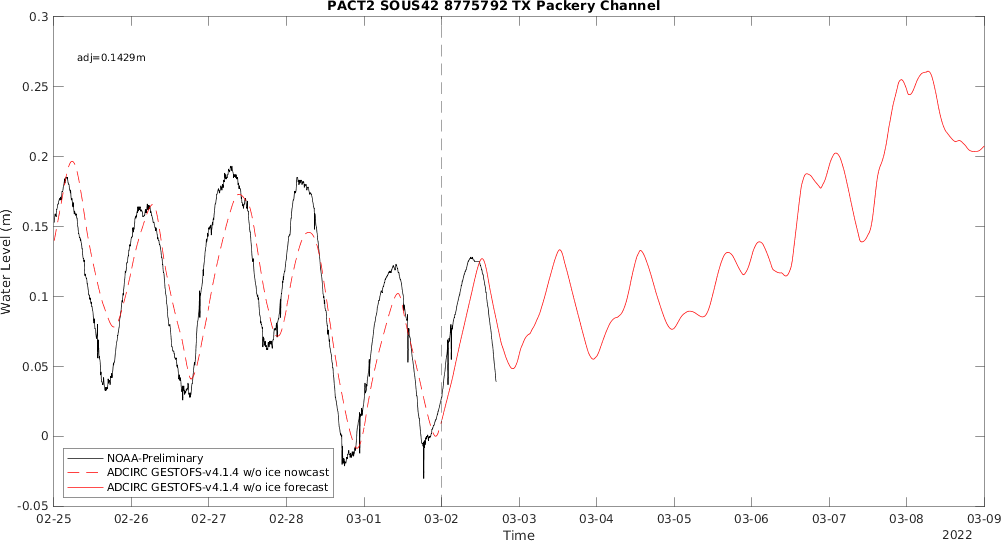 PACT2 SOUS42 8775792 TX Packery Channel
0.3
adj=0.1429m
0.25
0.2
0.15
0.1
0.05
0
-0.05
Water Level (m)
NOAA-Preliminary
ADCIRC GESTOFS-v4.1.4 w/o ice nowcast
ADCIRC GESTOFS-v4.1.4 w/o ice forecast
02-25 02-26 02-27 02-28 03-01 03-02 03-03 03-04 03-05 03-06 03-07 03-08 03-09
Time
2022